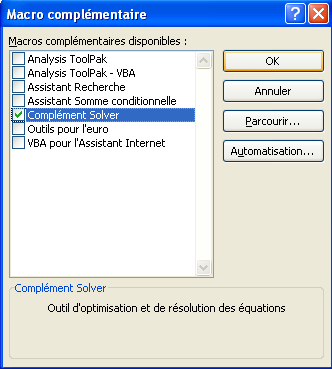 Macro complémentaire
Macros complémentaires disponibles :
Analysis ToolPak
Analysis ToolPak - VBA
Assistant Recherche
Assistant Somme conditionnelle
Complément Solver
Outils pour l'euro
VBA pour l'Assistant Internet
OK
Annuler
Parcourir...
Automatisation...
Complément Solver
Outil d'optimisation et de résolution des équations